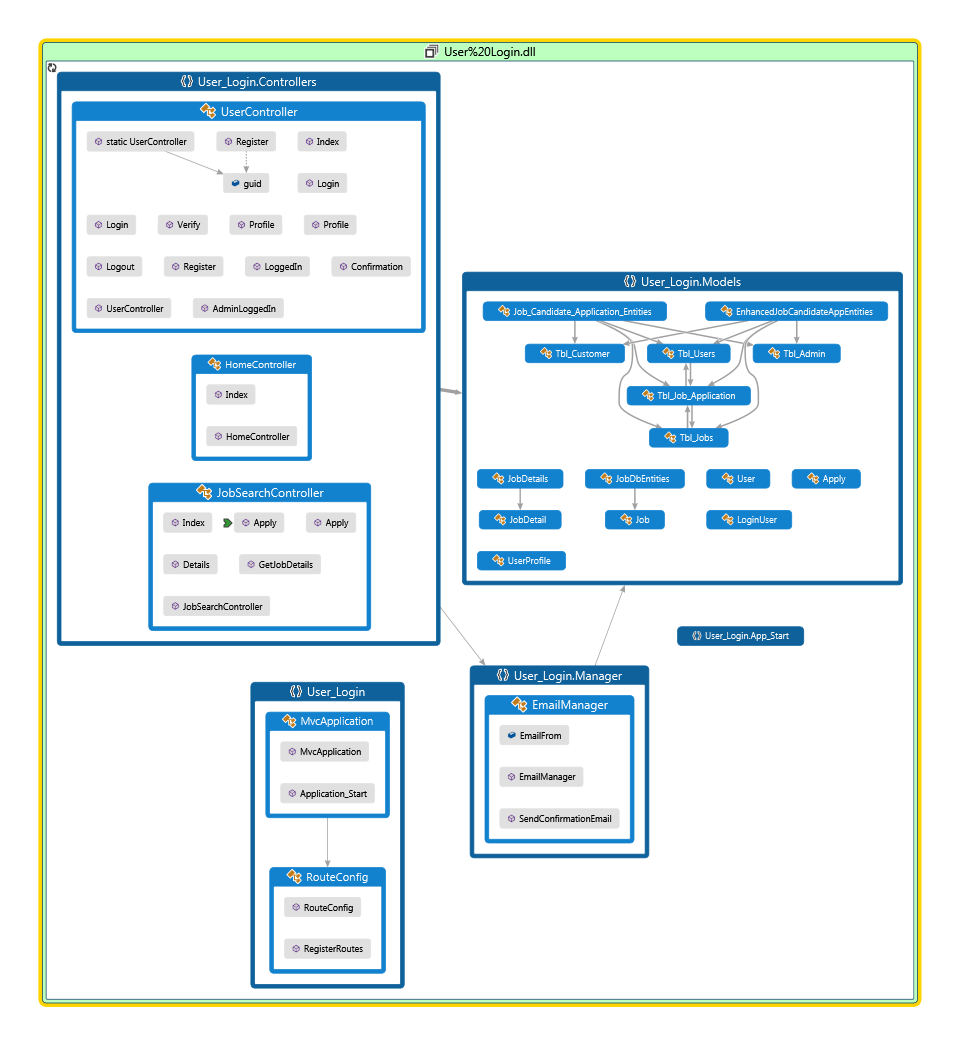 User%20Login.dll
User_Login.Controllers
UserController
static UserController
Register
Index
guid
Login
Login
Verify
Profile
Profile
Logout
Register
LoggedIn
Confirmation
UserController
AdminLoggedIn
HomeController
Index
HomeController
JobSearchController
Index
Apply
Apply
Details
GetJobDetails
JobSearchController
User_Login.Models
Job_Candidate_Application_Entities
EnhancedJobCandidateAppEntities
Tbl_Customer
Tbl_Users
Tbl_Admin
Tbl_Job_Application
Tbl_Jobs
JobDetails
JobDbEntities
User
Apply
JobDetail
Job
LoginUser
UserProfile
User_Login.App_Start
User_Login.Manager
EmailManager
EmailFrom
EmailManager
SendConfirmationEmail
User_Login
MvcApplication
MvcApplication
Application_Start
RouteConfig
RouteConfig
RegisterRoutes